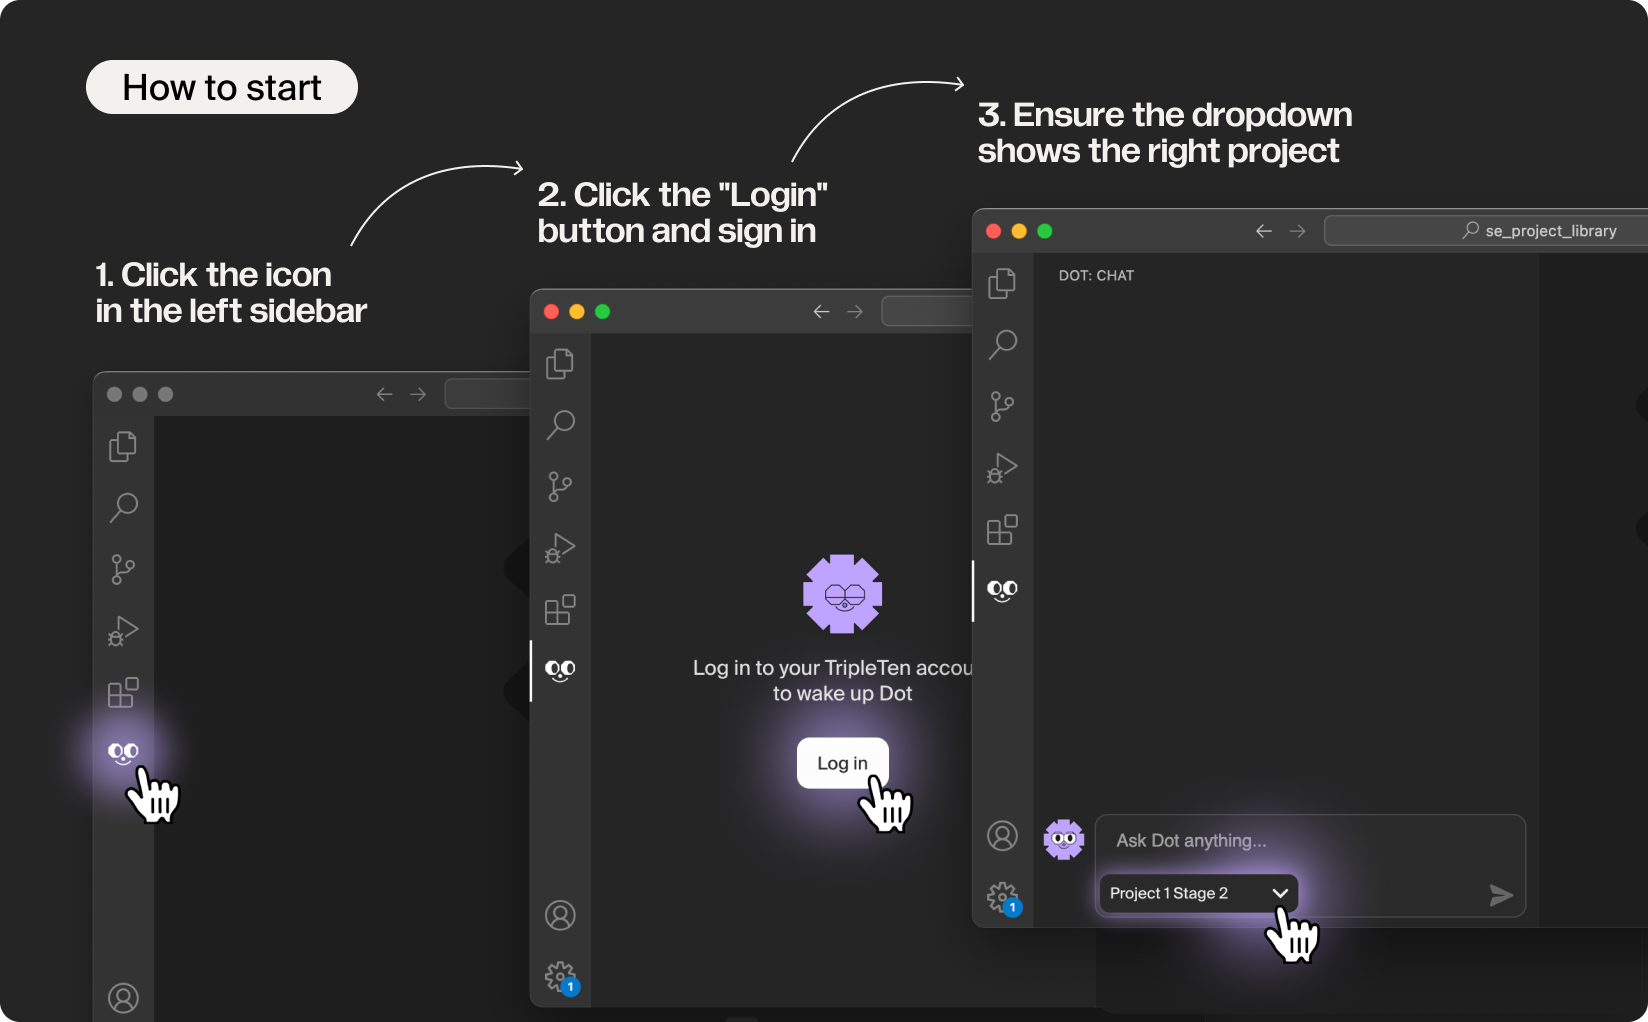 How to start
1. Click the icon
in the left sidebar
2. Click the "Login"
button and sign in
Log in to your TripleTen accou
to wake up Dot
Log in
1
3. Ensure the dropdown
shows the right project
se_project_library
DOT: CHAT
Ask Dot anything...
Project 1 Stage 2
1